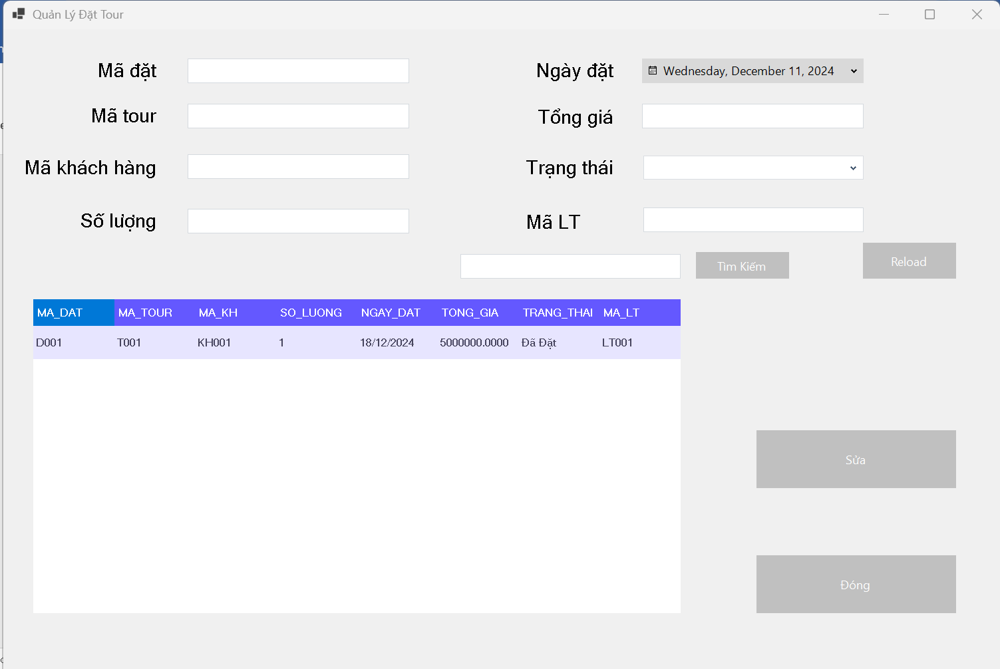 Quản Lý Đặt Tour
Mã đặt
Ngày đặt
Wednesday, December 11, 2024
Mã tour
Tổng giá
Mã khách hàng
Trạng thái
Số lượng
Mã LT
Tìm Kiếm
Reload
MA_DAT MA_TOUR MA_KH SO_LUONG NGAY_DAT TONG_GIA TRANG_THAI MA_LT
D001 T001 KH001 1 18/12/2024 5000000.0000 Đã Đặt LT001
Sửa
Đóng